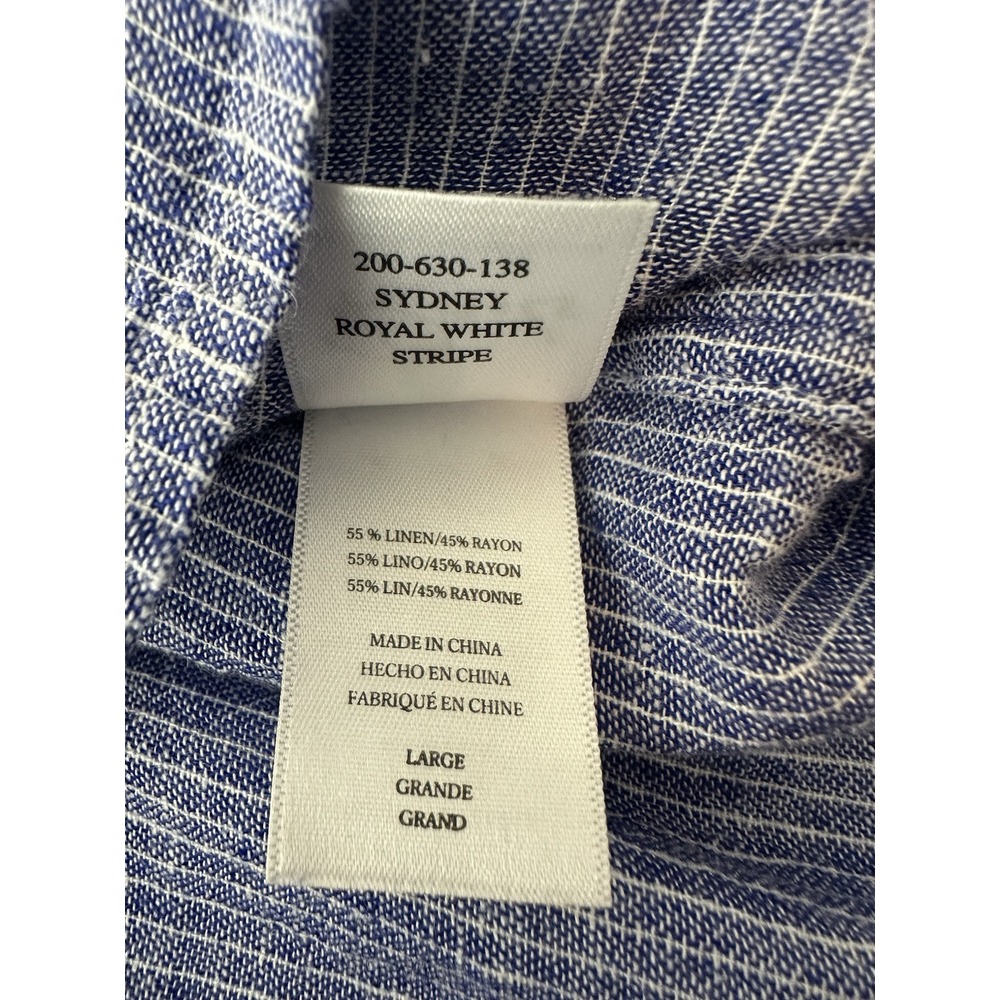 200-630-138
SYDNEY
ROYAL WHITE
STRIPE
55 % LINEN/45% RAYON
55% LINO/45% RAYON
55% LIN/45% RAYONNE
MADE IN CHINA
HECHO EN CHINA
FABRIQUÉ EN CHINE
LARGE
GRANDE
GRAND